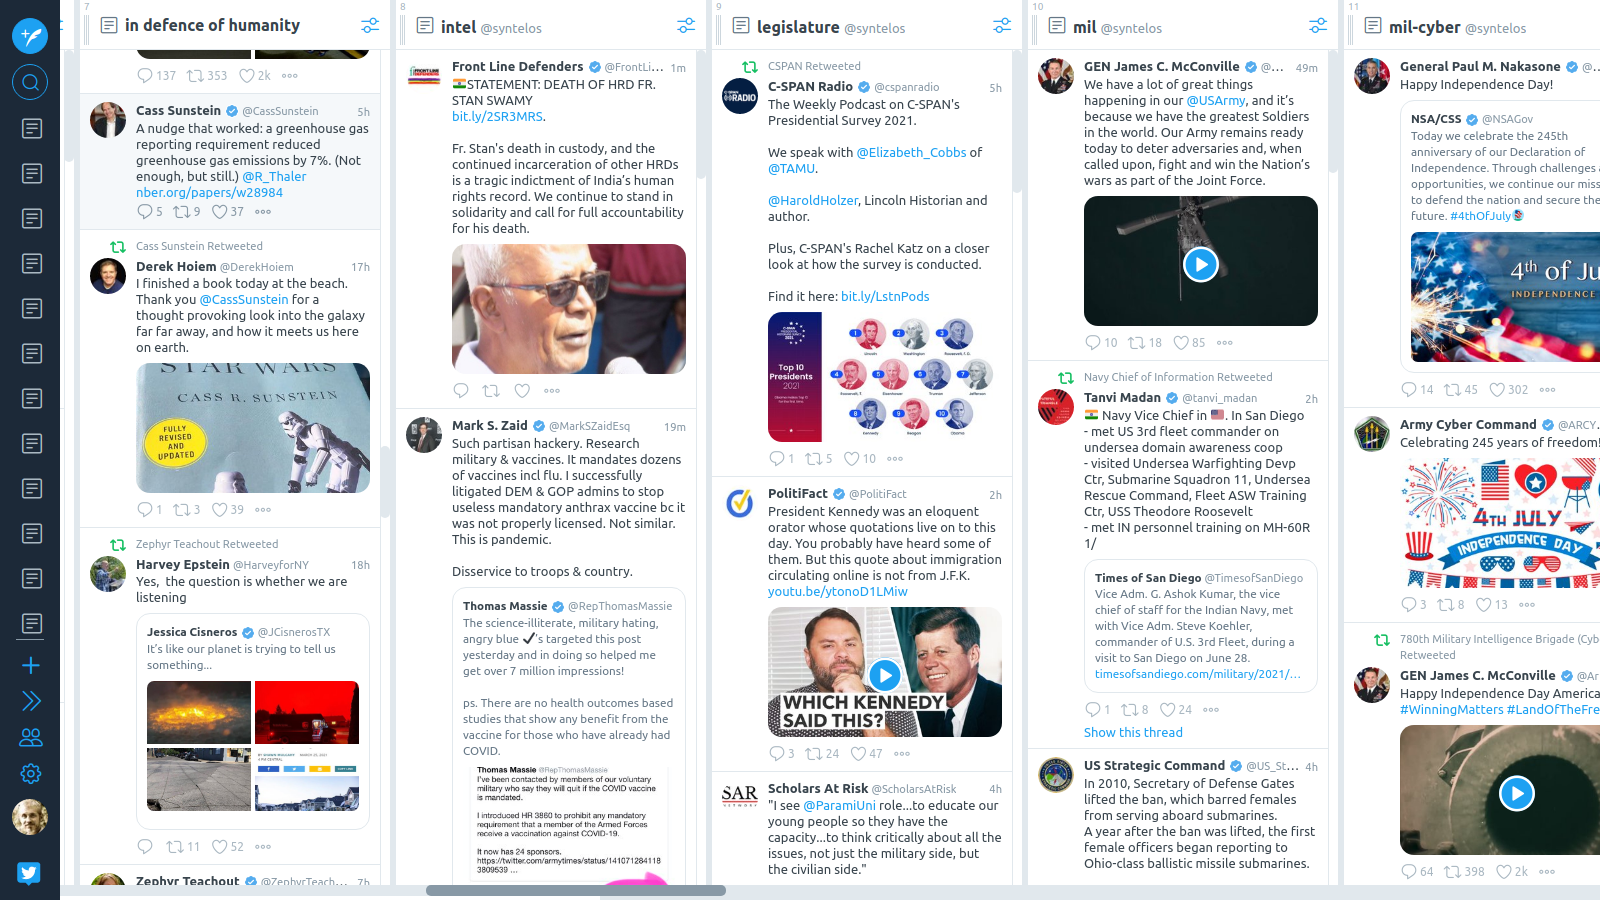 7
in defence of humanity
137 353 2k
Cass Sunstein @CassSunstein 5h
A nudge that worked: a greenhouse gas
reporting requirement reduced
greenhouse gas emissions by 7%. (Not
enough, but still.) @R_Thaler
nber.org/papers/w28984
5 9 37
Cass Sunstein Retweeted
Derek Hoiem @DerekHoiem 17h
I finished a book today at the beach.
Thank you @CassSunstein for a
thought provoking look into the galaxy
far far away, and how it meets us here
on earth.
STAR WARS
CASS R. SUNSTEIN
FULLY
REVISED
AND
UPDATED
1 3 39
Zephyr Teachout Retweeted
Harvey Epstein @HarveyforNY 18h
Yes, the question is whether we are
listening
Jessica Cisneros @JCisnerosTX
It's like our planet is trying to tell us
something...
11 52
Zephyr Teachout @ZephyrTeach... 7h
8
intel @syntelos
Front Line Defenders @FrontLi... 1m
STATEMENT: DEATH OF HRD FR.
STAN SWAMY
bit.ly/2SR3MRS.
Fr. Stan's death in custody, and the
continued incarceration of other HRDs
is a tragic indictment of India's human
rights record. We continue to stand in
solidarity and call for full accountability
for his death.
Mark S. Zaid @MarkSZaidEsq 19m
Such partisan hackery. Research
military & vaccines. It mandates dozens
of vaccines incl flu. I successfully
litigated DEM & GOP admins to stop
useless mandatory anthrax vaccine bc it
was not properly licensed. Not similar.
This is pandemic.
Disservice to troops & country.
Thomas Massie @RepThomasMassie
The science-illiterate, military hating,
angry blue ✔'s targeted this post
yesterday and in doing so helped me
get over 7 million impressions!
ps. There are no health outcomes based
studies that show any benefit from the
vaccine for those who have already had
COVID.
Thomas Massie @RepThomasMassie
I've been contacted by members of our voluntary
military who say they will quit if the COVID vaccine
is mandated.
I introduced HR 3860 to prohibit any mandatory
requirement that a member of the Armed Forces
receive a vaccination against COVID-19.
It now has 24 sponsors.
https://twitter.com/armytimes/status/141071284118
3809539 ...
9
legislature @syntelos
CSPAN Retweeted
C-SPAN Radio @cspanradio 5h
The Weekly Podcast on C-SPAN's
Presidential Survey 2021.
We speak with @Elizabeth_Cobbs of
@TAMU.
@HaroldHolzer, Lincoln Historian and
author.
Plus, C-SPAN's Rachel Katz on a closer
look at how the survey is conducted.
Find it here: bit.ly/LstnPods
Top 10
Presidents
2021
1 5 10
PolitiFact @PolitiFact 2h
President Kennedy was an eloquent
orator whose quotations live on to this
day. You probably have heard some of
them. But this quote about immigration
circulating online is not from J.F.K.
youtu.be/ytonoD1LMiw
WHICH KENNEDY
SAID THIS?
3 24 47
Scholars At Risk @ScholarsAtRisk 4h
"I see @ParamiUni role...to educate our
young people so they have the
capacity...to think critically about all the
issues, not just the military side, but
the civilian side."
10
mil @syntelos
GEN James C. McConville @... 49m
We have a lot of great things
happening in our @USArmy, and it's
because we have the greatest Soldiers
in the world. Our Army remains ready
today to deter adversaries and, when
called upon, fight and win the Nation's
wars as part of the Joint Force.
10 18 85
Navy Chief of Information Retweeted
Tanvi Madan @tanvi_madan 2h
Navy Vice Chief in . In San Diego
- met US 3rd fleet commander on
undersea domain awareness coop
- visited Undersea Warfighting Devp
Ctr, Submarine Squadron 11, Undersea
Rescue Command, Fleet ASW Training
Ctr, USS Theodore Roosevelt
- met IN personnel training on MH-60R
1/
Times of San Diego @TimesofSanDiego
Vice Adm. G. Ashok Kumar, the vice
chief of staff for the Indian Navy, met
with Vice Adm. Steve Koehler,
commander of U.S. 3rd Fleet, during a
visit to San Diego on June 28.
timesofsandiego.com/military/2021/...
1 8 24
Show this thread
US Strategic Command @US_St... 4h
In 2010, Secretary of Defense Gates
lifted the ban, which barred females
from serving aboard submarines.
A year after the ban was lifted, the first
female officers began reporting to
Ohio-class ballistic missile submarines.
11
mil-cyber @syntelos
General Paul M. Nakasone @...
Happy Independence Day!
NSA/CSS @NSAGov
Today we celebrate the 245th
anniversary of our Declaration of
Independence. Through challenges
opportunities, we continue our miss
to defend the nation and secure the
future. #4thOfJuly
4th of Ju
INDEPENDENCE
14 45 302
Army Cyber Command @ARCY...
Celebrating 245 years of freedom!
4TH JULY
INDEPENDENCE DAY
3 8 13
780th Military Intelligence Brigade (Cyb
Retweeted
GEN James C. McConville @Ar
Happy Independence Day America
#WinningMatters #LandOfTheFre
64 398 2k